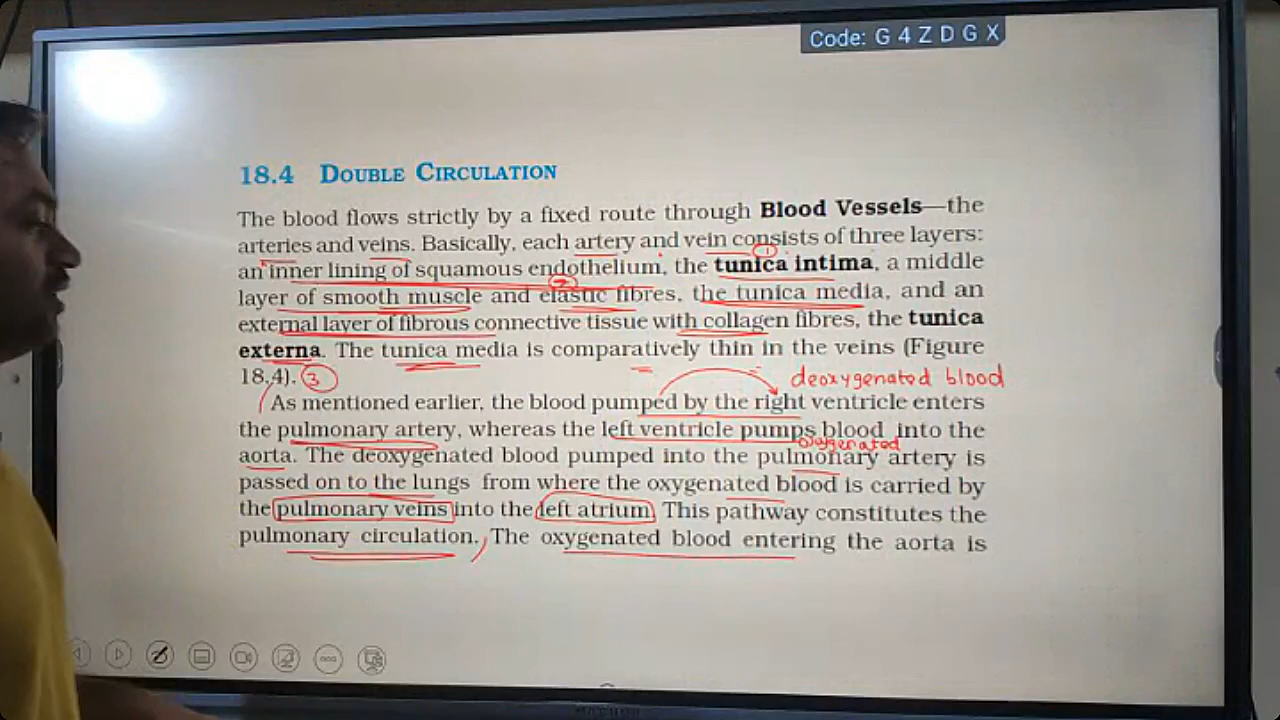 Code: G 4 Z D G X
18.4 DOUBLE CIRCULATION
The blood flows strictly by a fixed route through Blood Vessels—the
arteries and veins. Basically, each artery and vein consists of three layers:
1
an inner lining of squamous endothelium, the tunica intima, a middle
2
layer of smooth muscle and elastic fibres, the tunica media, and an
external layer of fibrous connective tissue with collagen fibres, the tunica
externa. The tunica media is comparatively thin in the veins (Figure
18.4). 3
deoxygenated blood
As mentioned earlier, the blood pumped by the right ventricle enters
the pulmonary artery, whereas the left ventricle pumps blood into the
oxygenated
aorta. The deoxygenated blood pumped into the pulmonary artery is
passed on to the lungs from where the oxygenated blood is carried by
the pulmonary veins into the left atrium. This pathway constitutes the
pulmonary circulation. The oxygenated blood entering the aorta is